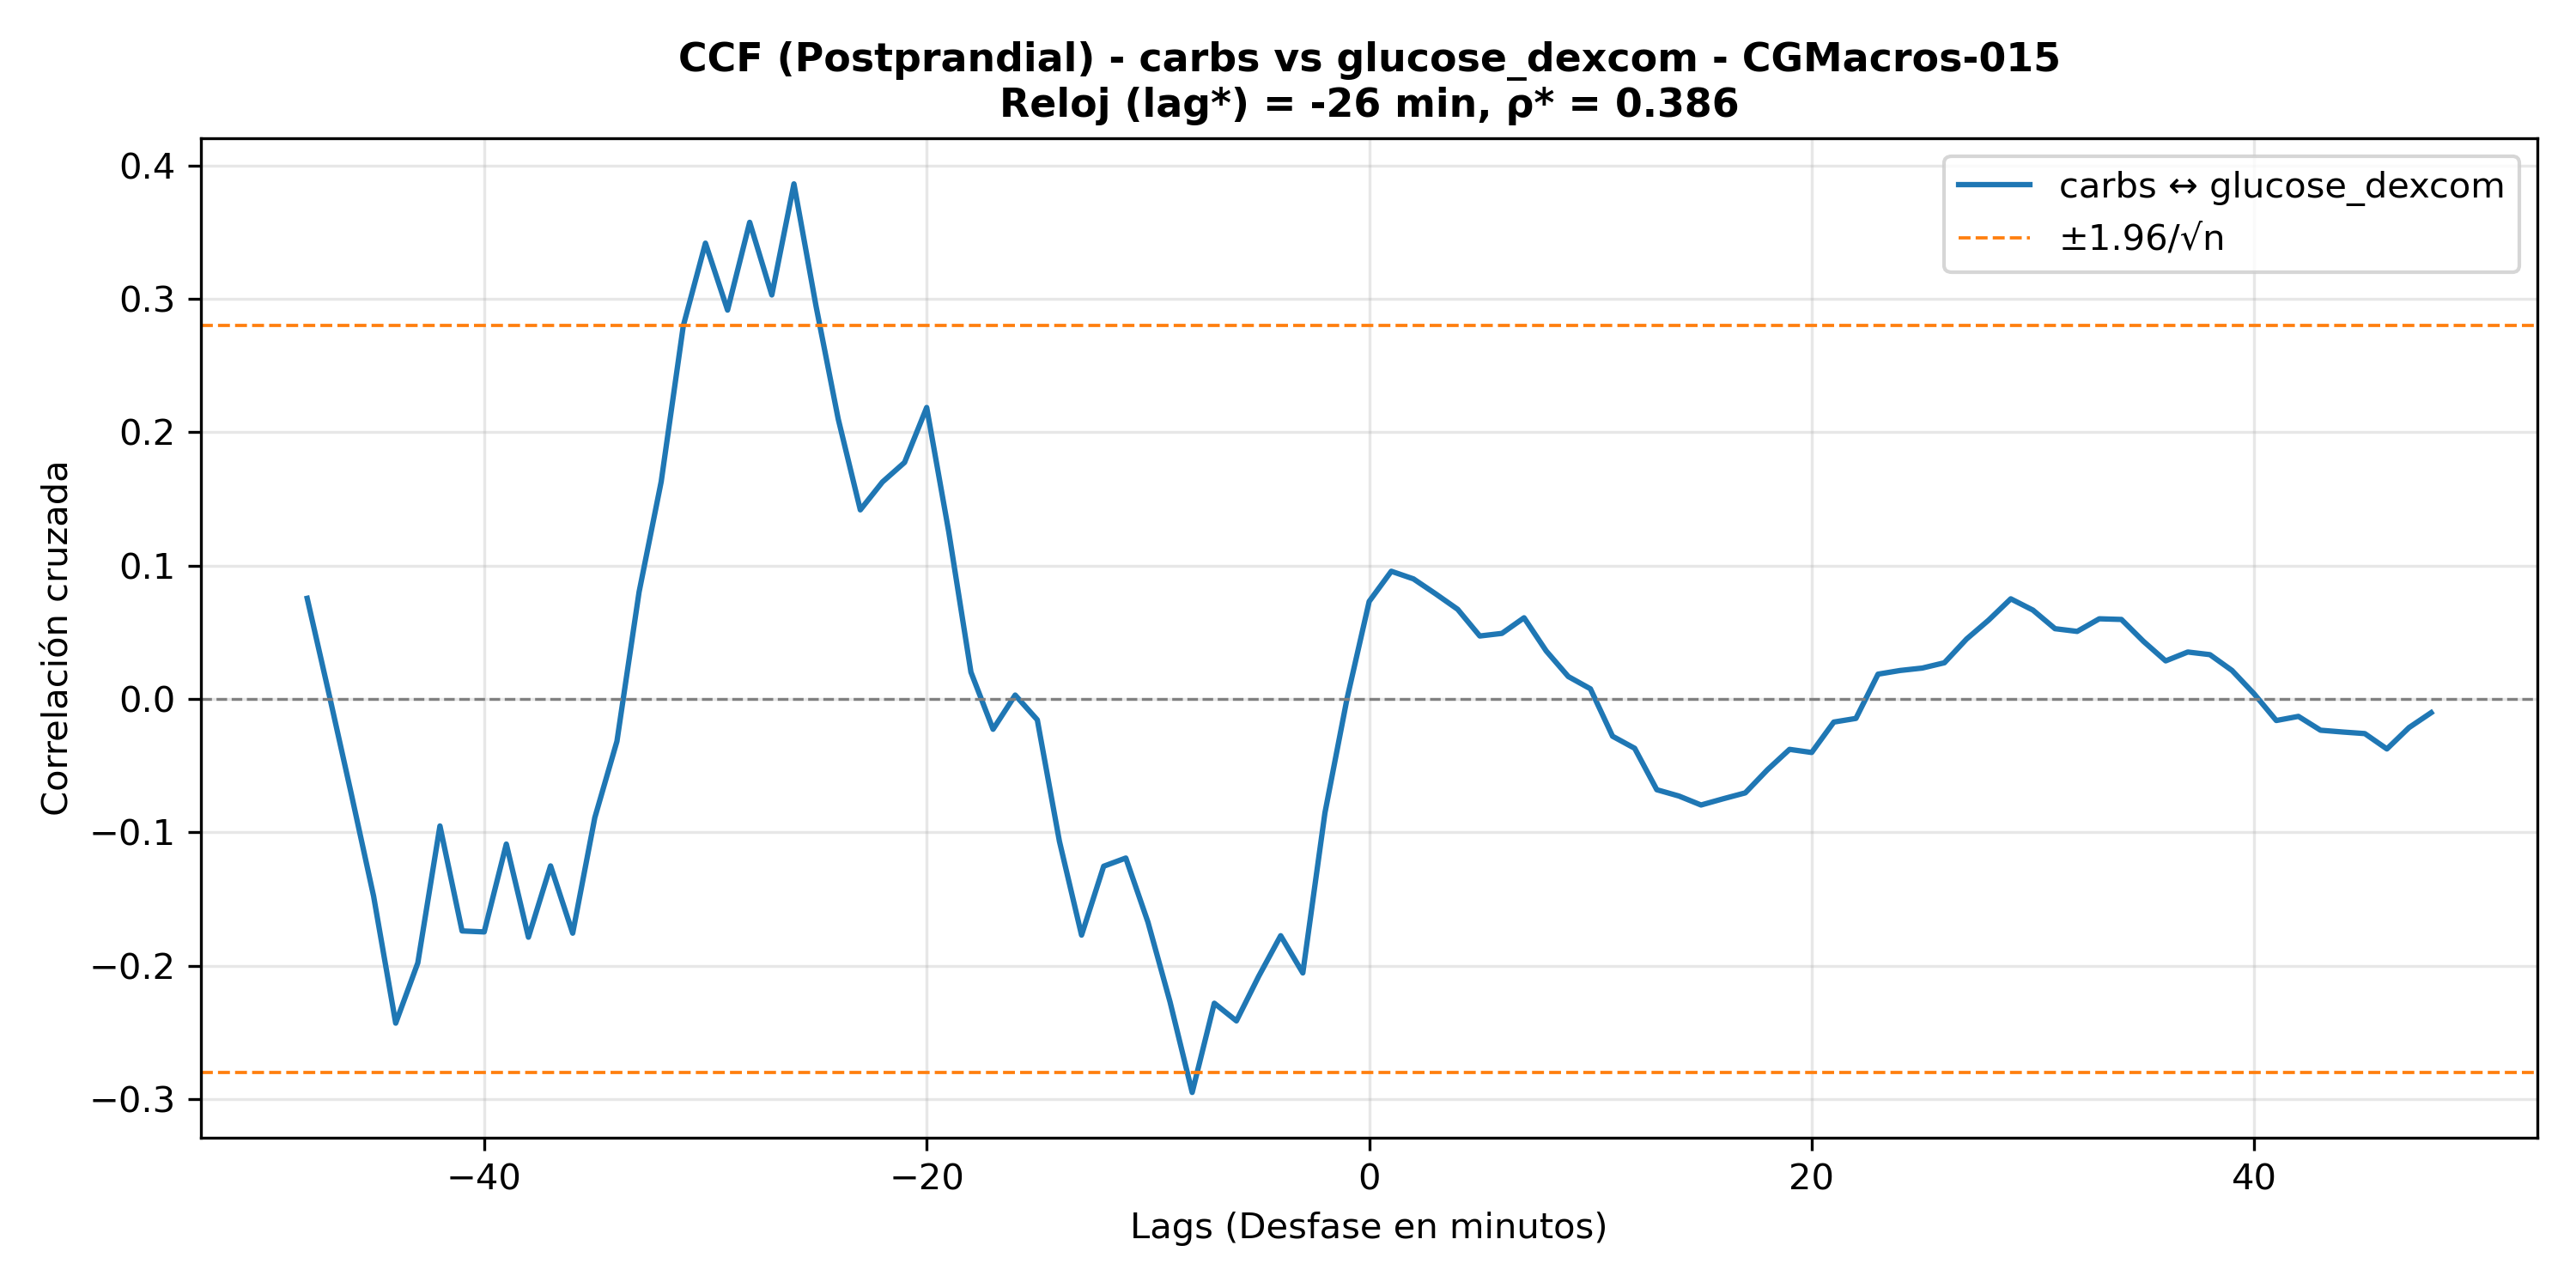 CCF (Postprandial) - carbs vs glucose_dexcom - CGMacros-015
Reloj (lag*) = -26 min, ρ* = 0.386
carbs ↔ glucose_dexcom
±1.96/√n
Correlación cruzada
0.4
0.3
0.2
0.1
0.0
−0.1
−0.2
−0.3
−40
−20
0
20
40
Lags (Desfase en minutos)